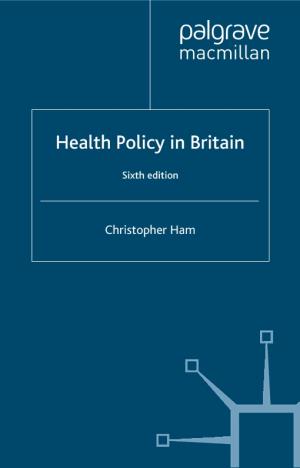 palgrave
macmillan
Health Policy in Britain
Sixth edition
Christopher Ham